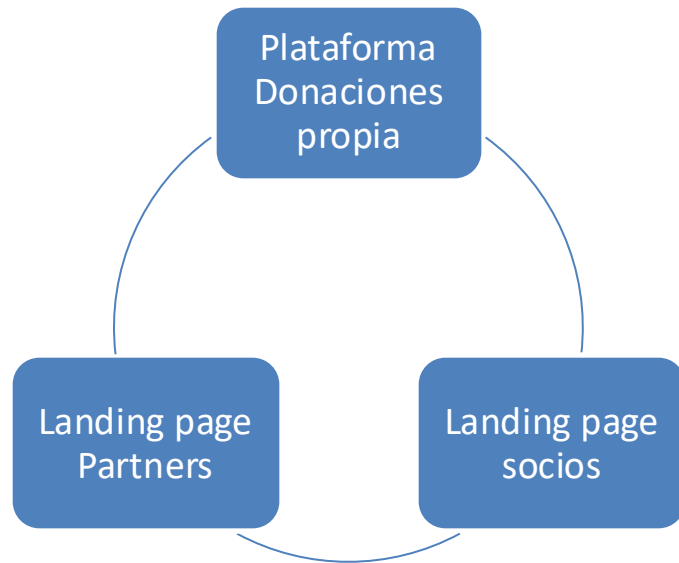 Plataforma
Donaciones
propia
Landing page
Partners
Landing page
socios